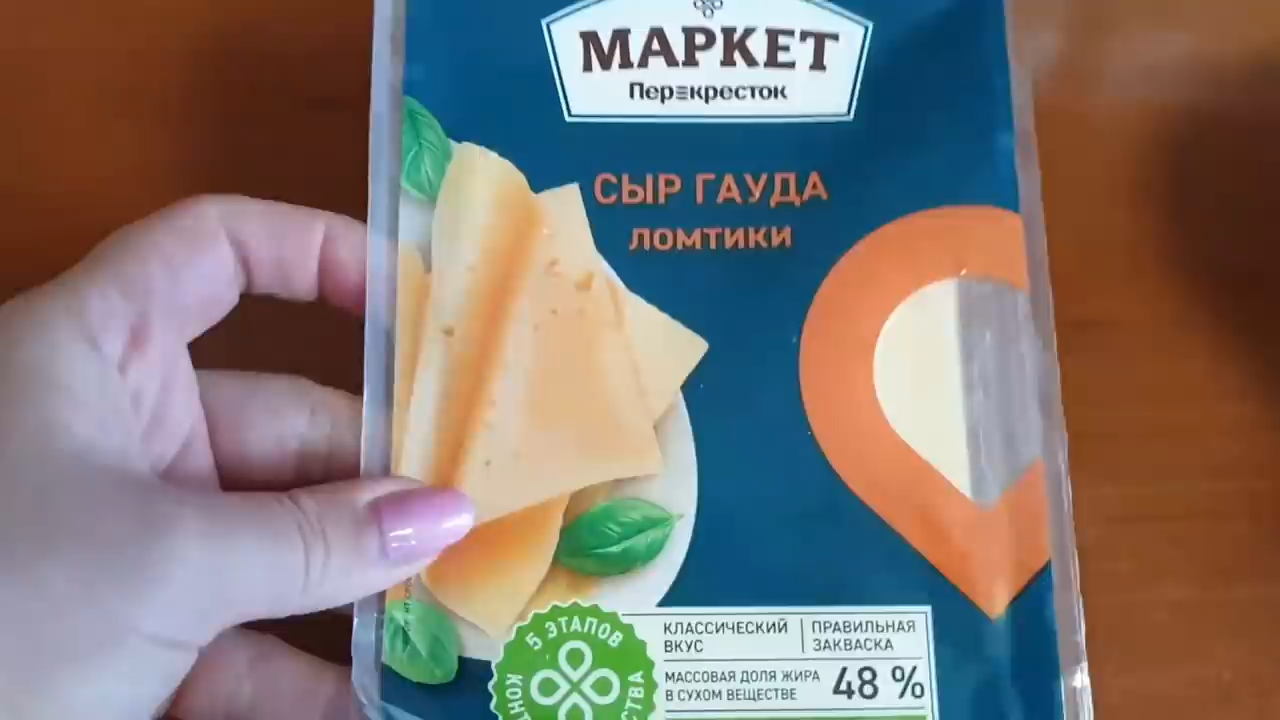 МАРКЕТ
Перекресток
СЫР ГАУДА
ЛОМТИКИ
5 ЭТАПОВ
КЛАССИЧЕСКИЙ
ВКУС
ПРАВИЛЬНАЯ
ЗАКВАСКА
МАССОВАЯ ДОЛЯ ЖИРА
В СУХОМ ВЕЩЕСТВЕ
48 %